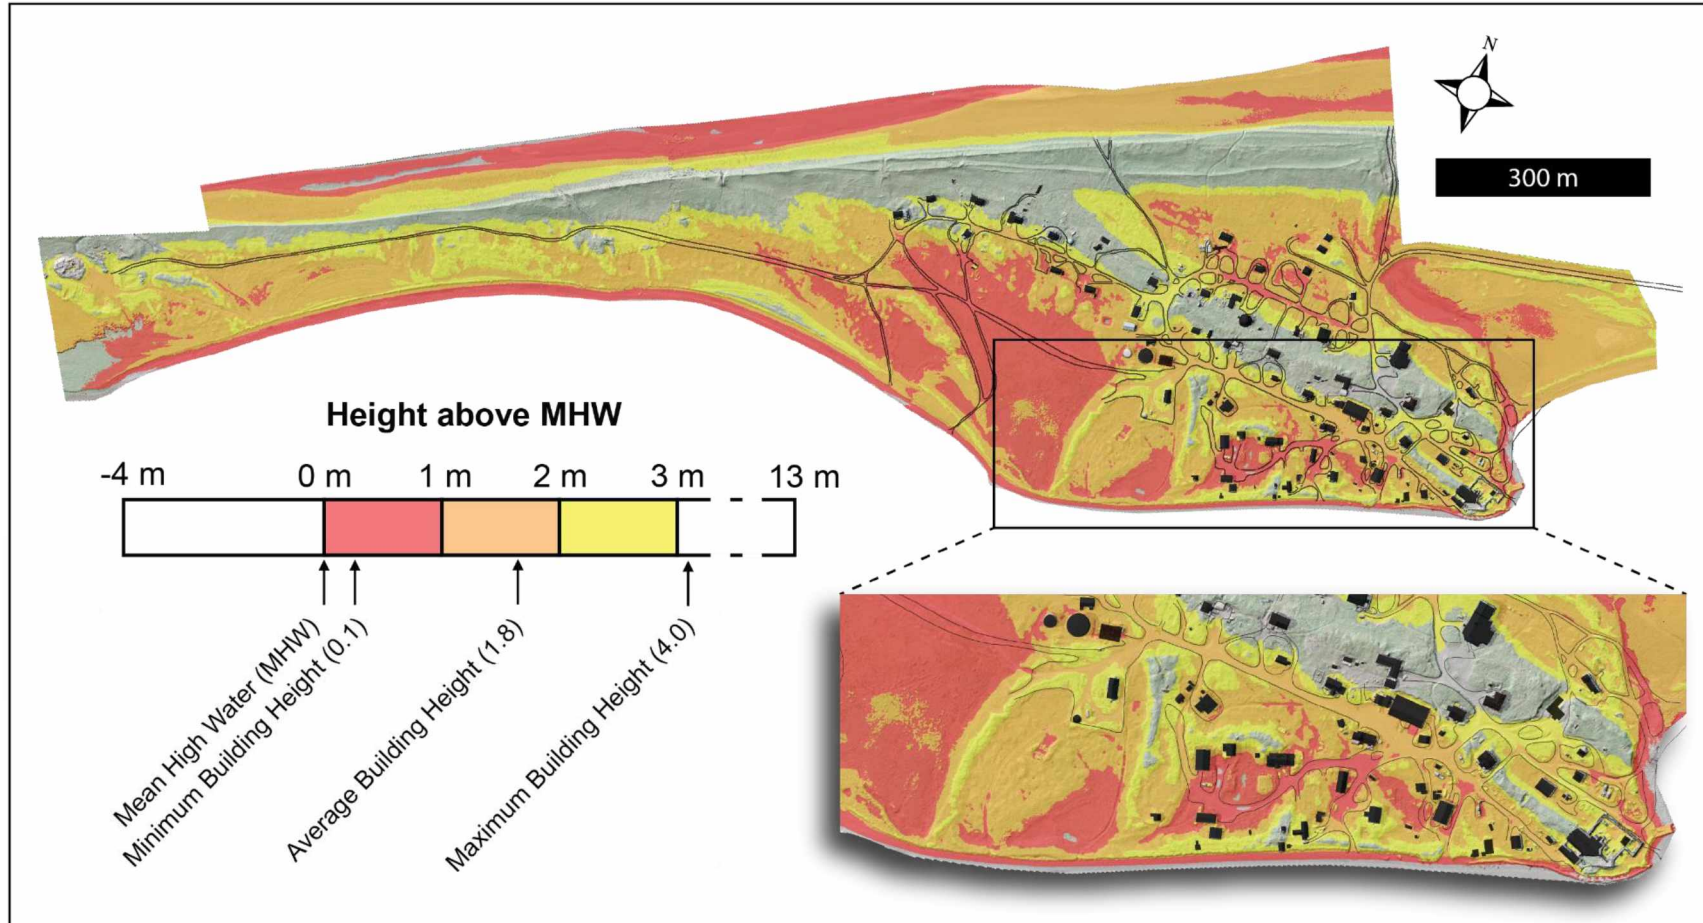 N
300 m
Height above MHW
-4 m 0 m 1 m 2 m 3 m 13 m
Mean High Water (MHW)
Minimum Building Height (0.1)
Average Building Height (1.8)
Maximum Building Height (4.0)